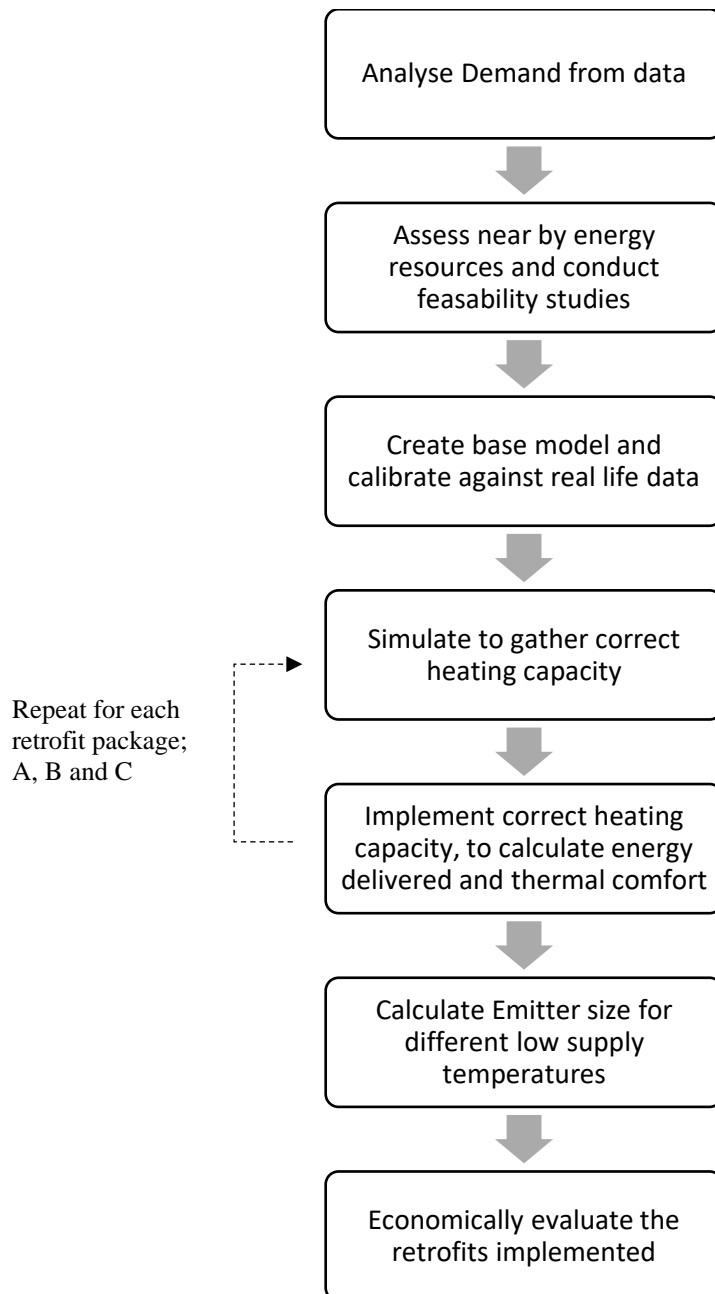 Analyse Demand from data
Assess near by energy
resources and conduct
feasability studies
Create base model and
calibrate against real life data
Simulate to gather correct
heating capacity
Repeat for each
retrofit package;
A, B and C
Implement correct heating
capacity, to calculate energy
delivered and thermal comfort
Calculate Emitter size for
different low supply
temperatures
Economically evaluate the
retrofits implemented